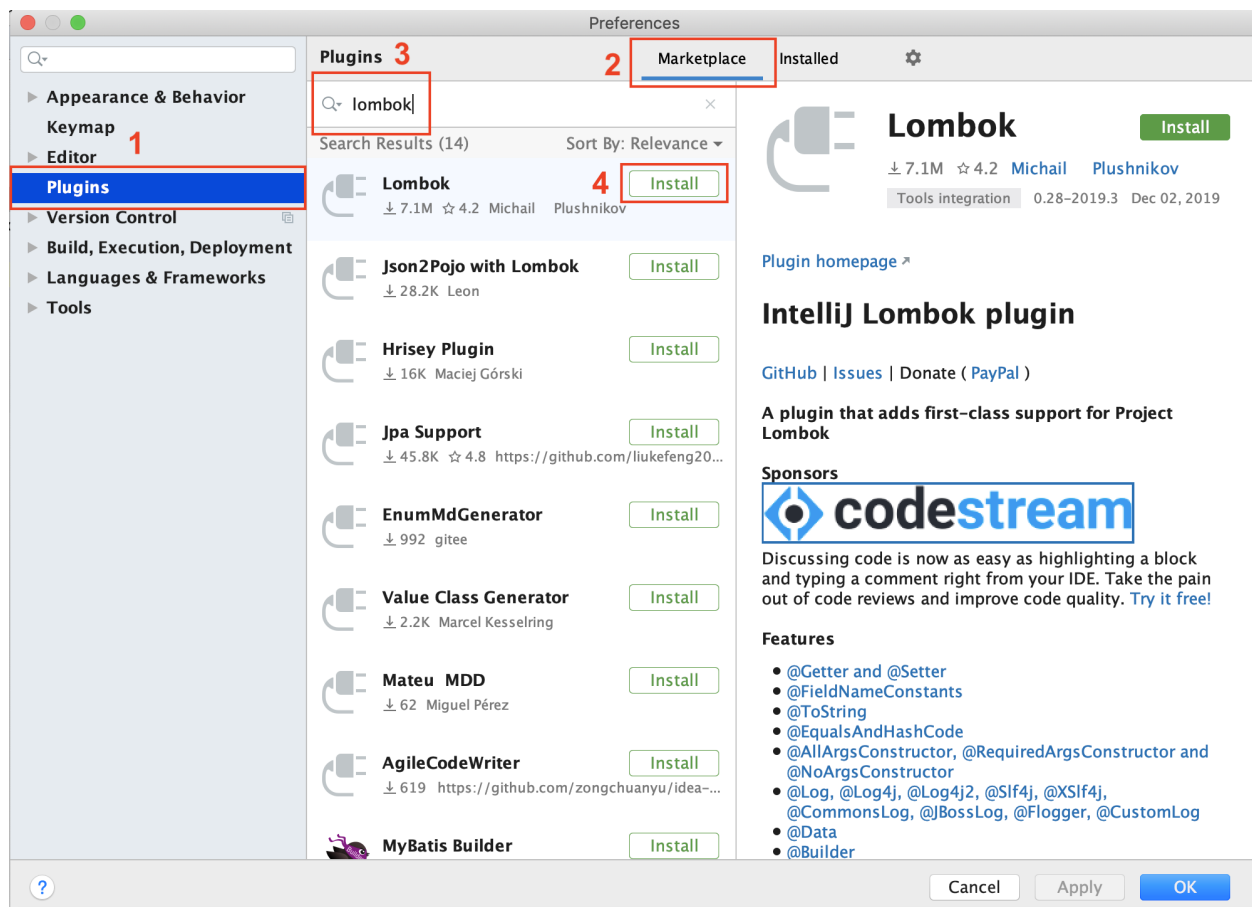 Preferences
Appearance & Behavior
Keymap
1
Editor
Plugins
Version Control
Build, Execution, Deployment
Languages & Frameworks
Tools
Plugins 3
2 Marketplace Installed
lombok
Search Results (14) Sort By: Relevance
Lombok 4 Install
7.1M 4.2 Michail Plushnikov
Json2Pojo with Lombok Install
28.2K Leon
Hrisey Plugin Install
16K Maciej Górski
Jpa Support Install
45.8K 4.8 https://github.com/liukefeng20...
EnumMdGenerator Install
992 gitee
Value Class Generator Install
2.2K Marcel Kesselring
Mateu MDD Install
62 Miguel Pérez
AgileCodeWriter Install
619 https://github.com/zongchuanyu/idea-...
MyBatis Builder Install
Lombok Install
7.1M 4.2 Michail Plushnikov
Tools integration 0.28-2019.3 Dec 02, 2019
Plugin homepage
IntelliJ Lombok plugin
GitHub | Issues | Donate ( PayPal )
A plugin that adds first-class support for Project
Lombok
Sponsors
codestream
Discussing code is now as easy as highlighting a block
and typing a comment right from your IDE. Take the pain
out of code reviews and improve code quality. Try it free!
Features
@Getter and @Setter
@FieldNameConstants
@ToString
@EqualsAndHashCode
@AllArgsConstructor, @RequiredArgsConstructor and
@NoArgsConstructor
@Log, @Log4j, @Log4j2, @Slf4j, @XSlf4j,
@CommonsLog, @JBossLog, @Flogger, @CustomLog
@Data
@Builder
? Cancel Apply OK